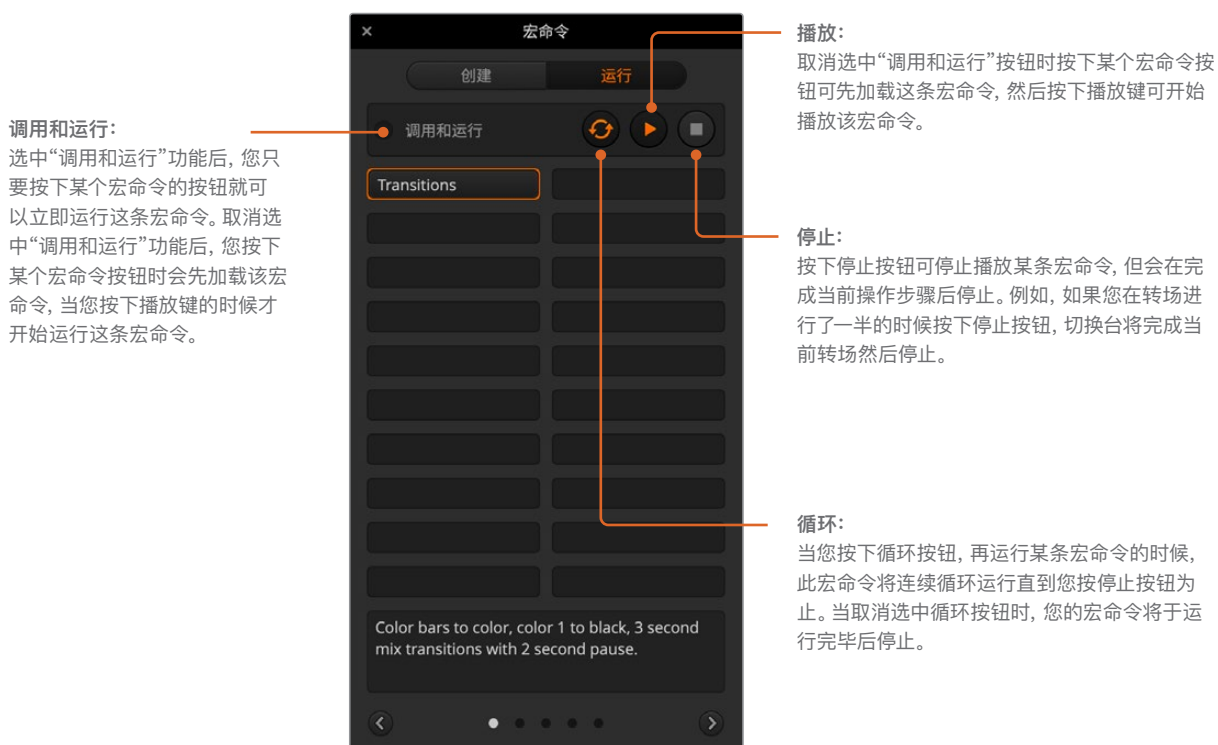 调用和运行：
选中“调用和运行”功能后，您只
要按下某个宏命令的按钮就可
以立即运行这条宏命令。取消选
中“调用和运行”功能后，您按下
某个宏命令按钮时会先加载该宏
命令，当您按下播放键的时候才
开始运行这条宏命令。
×
宏命令
创建
运行
调用和运行
Transitions
Color bars to color, color 1 to black, 3 second
mix transitions with 2 second pause.
播放：
取消选中“调用和运行”按钮时按下某个宏命令按
钮可先加载这条宏命令，然后按下播放键可开始
播放该宏命令。
停止：
按下停止按钮可停止播放某条宏命令，但会在完
成当前操作步骤后停止。例如，如果您在转场进
行了一半的时候按下停止按钮，切换台将完成当
前转场然后停止。
循环：
当您按下循环按钮，再运行某条宏命令的时候，
此宏命令将连续循环运行直到您按停止按钮为
止。当取消选中循环按钮时，您的宏命令将于运
行完毕后停止。